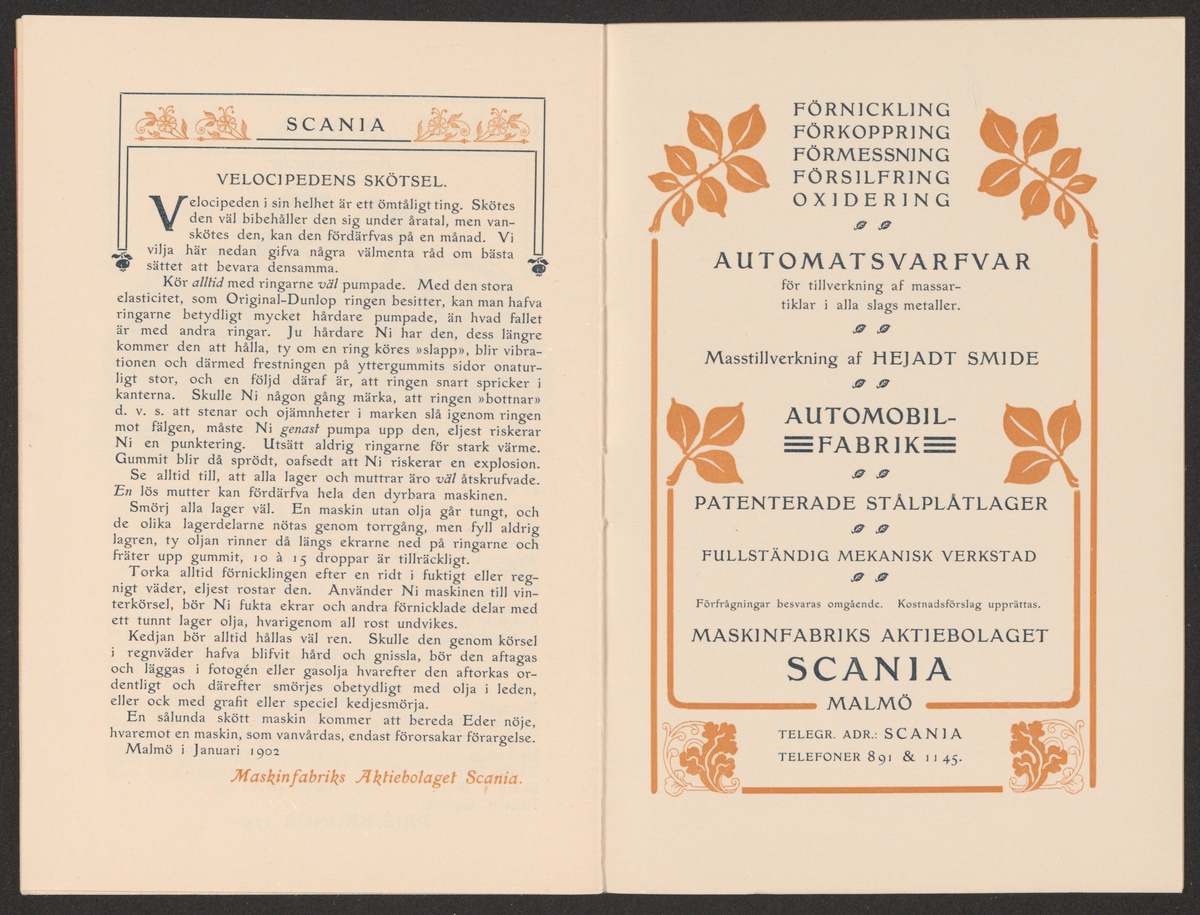 SCANIA
VELOCIPEDENS SKÖTSEL.
Velocipeden i sin helhet är ett ömtåligt ting. Skötes
den väl bibehåller den sig under åratal, men van-
skötes den, kan den fördärfvas på en månad. Vi
vilja här nedan gifva några välmenta råd om bästa
sättet att bevara densamma.
Kör alltid med ringarne väl pumpade. Med den stora
elasticitet, som Original-Dunlop ringen besitter, kan man hafva
ringarne betydligt mycket hårdare pumpade, än hvad fallet
är med andra ringar. Ju hårdare Ni har den, dess längre
kommer den att hålla, ty om en ring köres »slapp», blir vibra-
tionen och därmed frestningen på yttergummits sidor onatur-
ligt stor, och en följd däraf är, att ringen snart spricker i
kanterna. Skulle Ni någon gång märka, att ringen »bottnar»
d. v. s. att stenar och ojämnheter i marken slå igenom ringen
mot fälgen, måste Ni genast pumpa upp den, eljest riskerar
Ni en punktering. Utsätt aldrig ringarne för stark värme.
Gummit blir då sprödt, oafsedt att Ni riskerar en explosion.
Se alltid till, att alla lager och muttrar äro väl åtskrufvade.
En lös mutter kan fördärfva hela den dyrbara maskinen.
Smörj alla lager väl. En maskin utan olja går tungt, och
de olika lagerdelarne nötas genom torrgång, men fyll aldrig
lagren, ty oljan rinner då längs ekrarne ned på ringarne och
fräter upp gummit, 10 à 15 droppar är tillräckligt.
Torka alltid förnicklingen efter en ridt i fuktigt eller reg-
nigt väder, eljest rostar den. Använder Ni maskinen till vin-
terkörsel, bör Ni fukta ekrar och andra förnicklade delar med
ett tunnt lager olja, hvarigenom all rost undvikes.
Kedjan bör alltid hållas väl ren. Skulle den genom körsel
i regnväder hafva blifvit hård och gnissla, bör den aftagas
och läggas i fotogén eller gasolja hvarefter den aftorkas or-
dentligt och därefter smörjes obetydligt med olja i leden,
eller ock med grafit eller speciel kedjesmörja.
En sålunda skött maskin kommer att bereda Eder nöje,
hvaremot en maskin, som vanvårdas, endast förorsakar förargelse.
Malmö i Januari 1902
Maskinfabriks Aktiebolaget Scania.
FÖRNICKLING
FÖRKOPPRING
FÖRMESSNING
FÖRSILFRING
OXIDERING
AUTOMATSVARFVAR
för tillverkning af massar-
tiklar i alla slags metaller.
Masstillverkning af HEJADT SMIDE
AUTOMOBIL-
FABRIK
PATENTERADE STÅLPLÅTLAGER
FULLSTÄNDIG MEKANISK VERKSTAD
Förfrågningar besvaras omgående. Kostnadsförslag upprättas.
MASKINFABRIKS AKTIEBOLAGET
SCANIA
MALMÖ
TELEGR. ADR.: SCANIA
TELEFONER 891 & 1145.